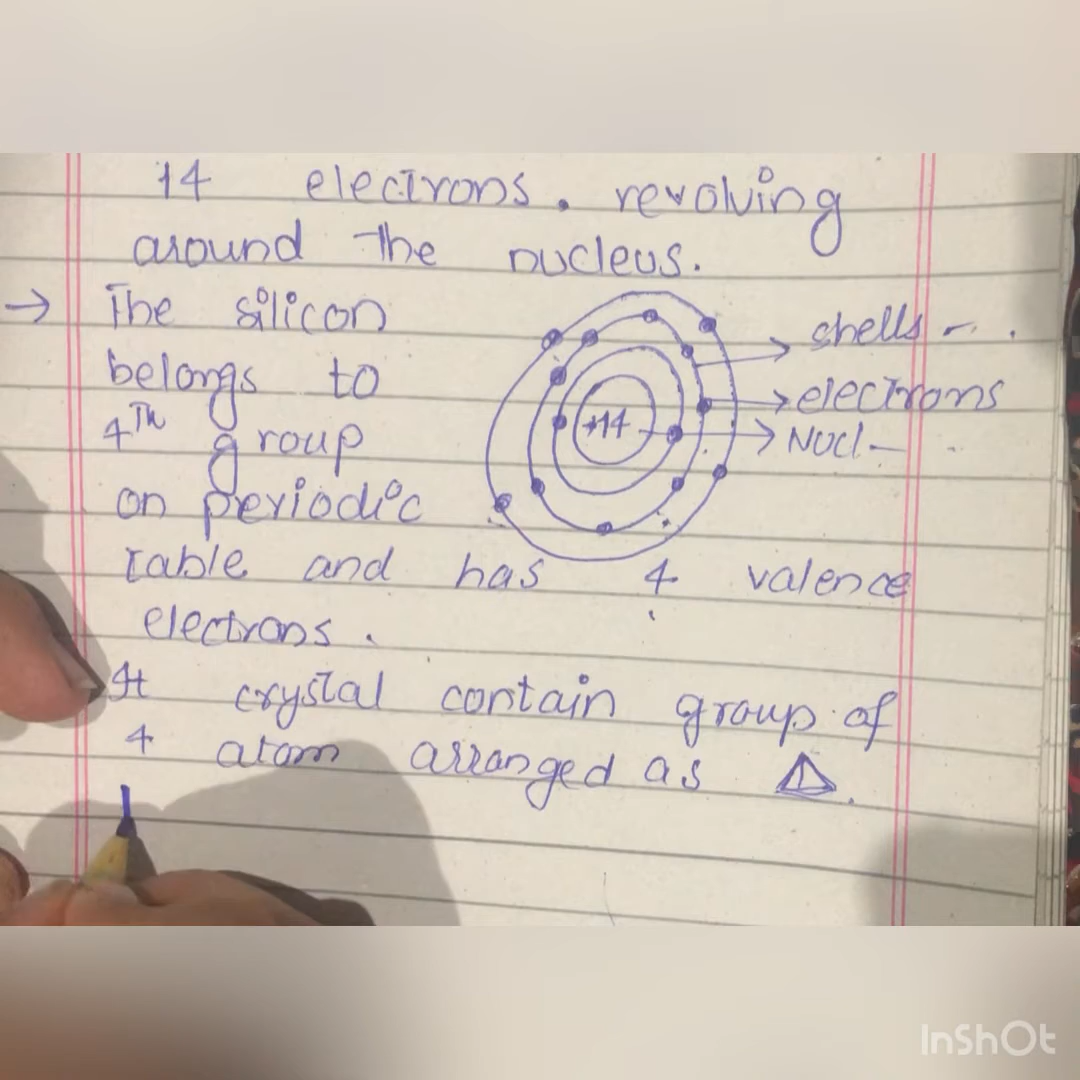 14 electrons. revolving
around the nucleus.
→ The silicon
belongs to
4Th group
on periodic
table and has 4 valence
electrons.
It crystal contain group of
4 atom arranged as
shells
electrons
Nucl
+14
InShOt